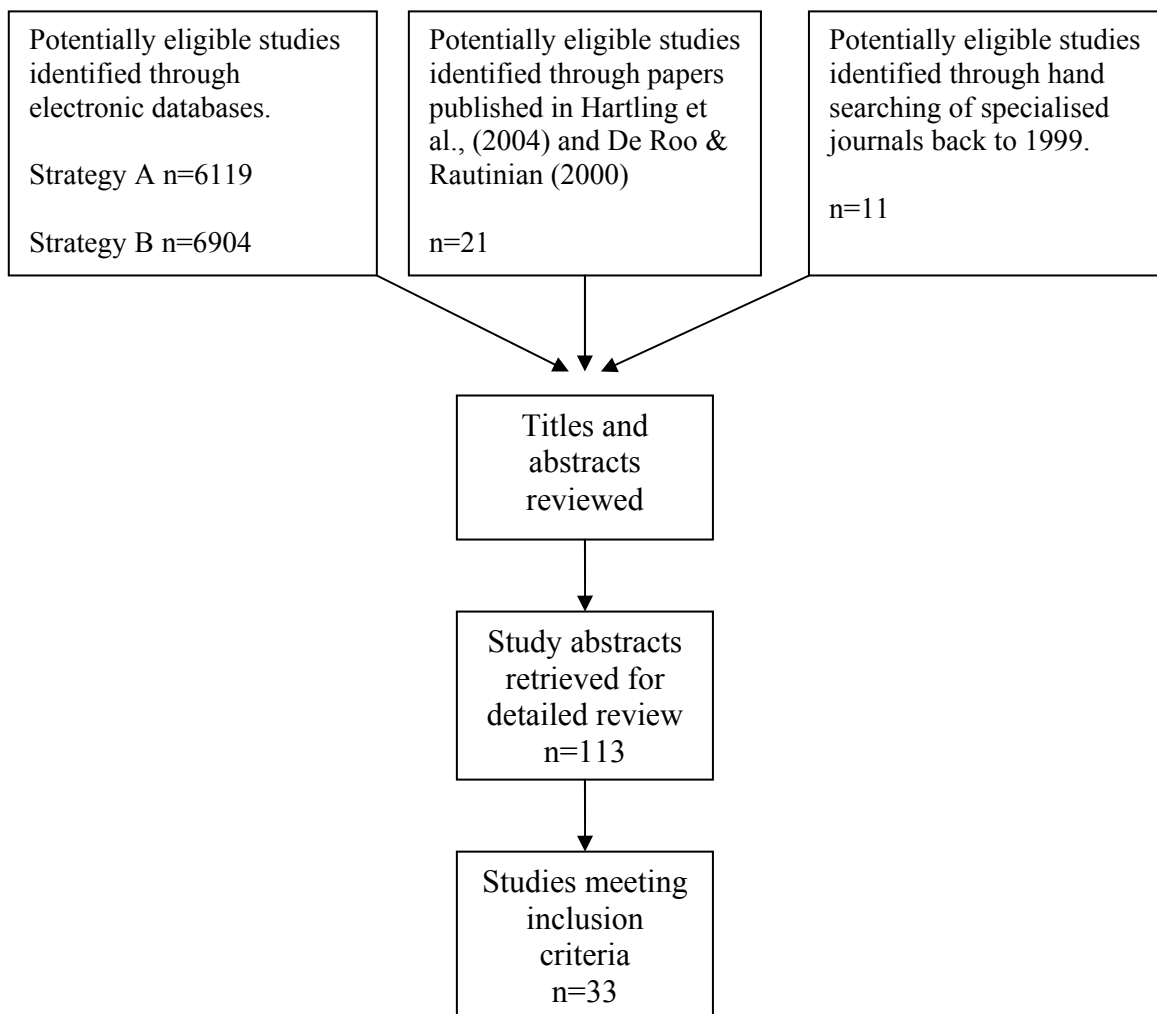 Potentially eligible studies
identified through
electronic databases.
Strategy A n=6119
Strategy B n=6904
Potentially eligible studies
identified through papers
published in Hartling et
al., (2004) and De Roo &
Rautinian (2000)
n=21
Potentially eligible studies
identified through hand
searching of specialised
journals back to 1999.
n=11
Titles and
abstracts
reviewed
Study abstracts
retrieved for
detailed review
n=113
Studies meeting
inclusion
criteria
n=33